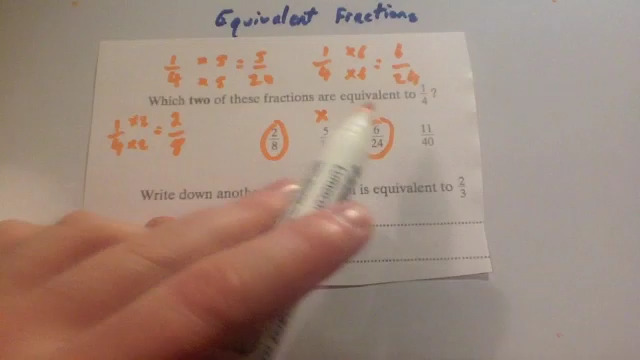 Equivalent Fractions
1/4 ×5 ×5 = 5/20 1/4 ×6 ×6 = 6/24
Which two of these fractions are equivalent to 1/4?
1/4 ×2 ×2 = 2/8
×
2/8 5 6/24 11/40
Write down is equivalent to 2/3